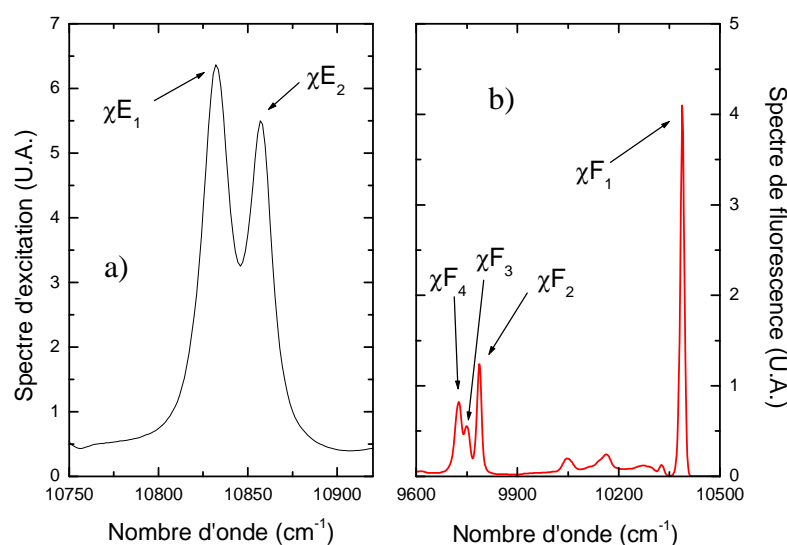 Spectre d'excitation (U.A.)
7
6
5
4
3
2
1
0
χE₁
χE₂
a)
10750 10800 10850 10900
Nombre d'onde (cm⁻¹)
b)
χF₁
χF₃
χF₄
χF₂
9600 9900 10200 10500
Nombre d'onde (cm⁻¹)
5
4
3
2
1
0
Spectre de fluorescence (U.A.)